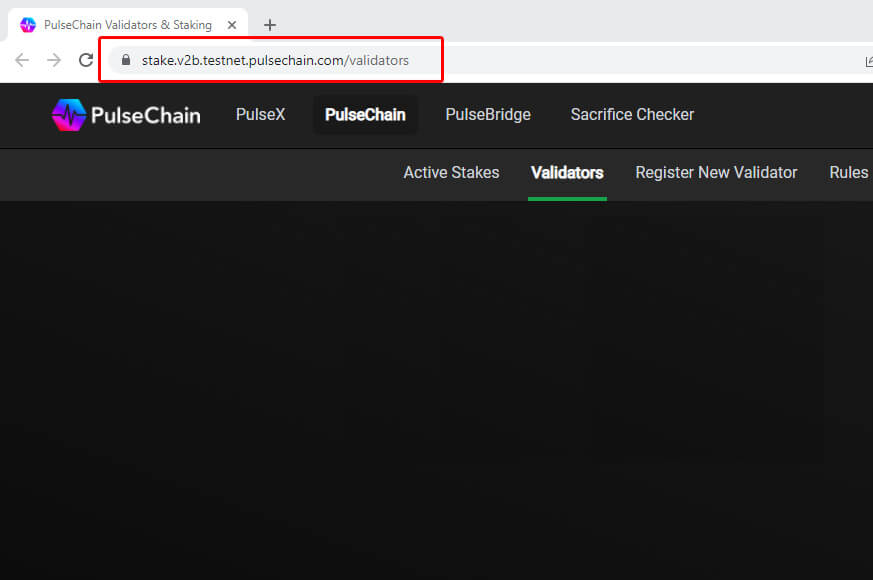 PulseChain Validators & Staking
stake.v2b.testnet.pulsechain.com/validators
PulseChain PulseX PulseChain PulseBridge Sacrifice Checker
Active Stakes Validators Register New Validator Rules